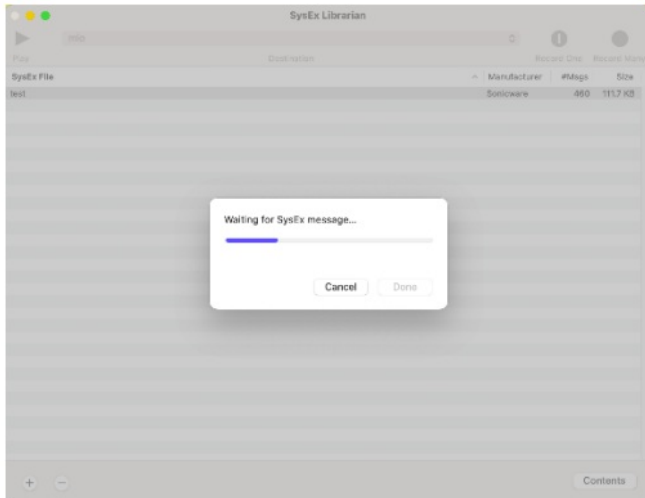 SysEx Librarian
mio
Play
Destination
Record One
Record Many
SysEx File
Manufacturer
#Msgs
Size
test
Sonicware
460
111.7 KB
Waiting for SysEx message...
Cancel
Done
Contents